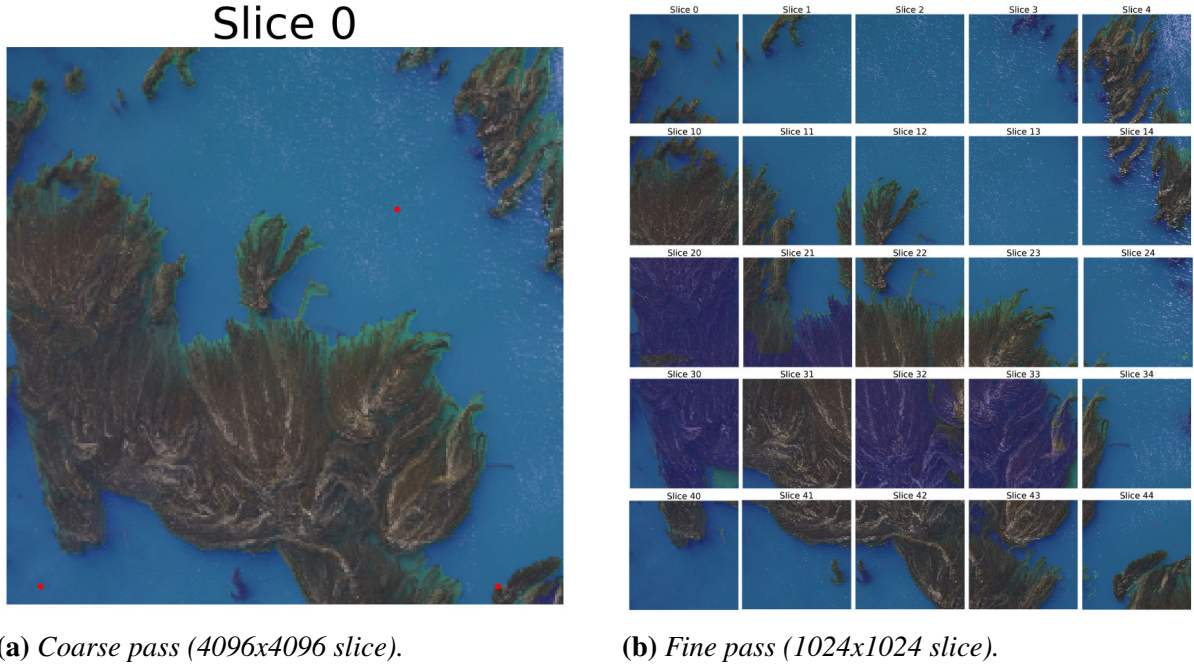 Slice 0
Slice 0 Slice 1 Slice 2 Slice 3 Slice 4
Slice 10 Slice 11 Slice 12 Slice 13 Slice 14
Slice 20 Slice 21 Slice 22 Slice 23 Slice 24
Slice 30 Slice 31 Slice 32 Slice 33 Slice 34
Slice 40 Slice 41 Slice 42 Slice 43 Slice 44
(a) Coarse pass (4096x4096 slice).
(b) Fine pass (1024x1024 slice).